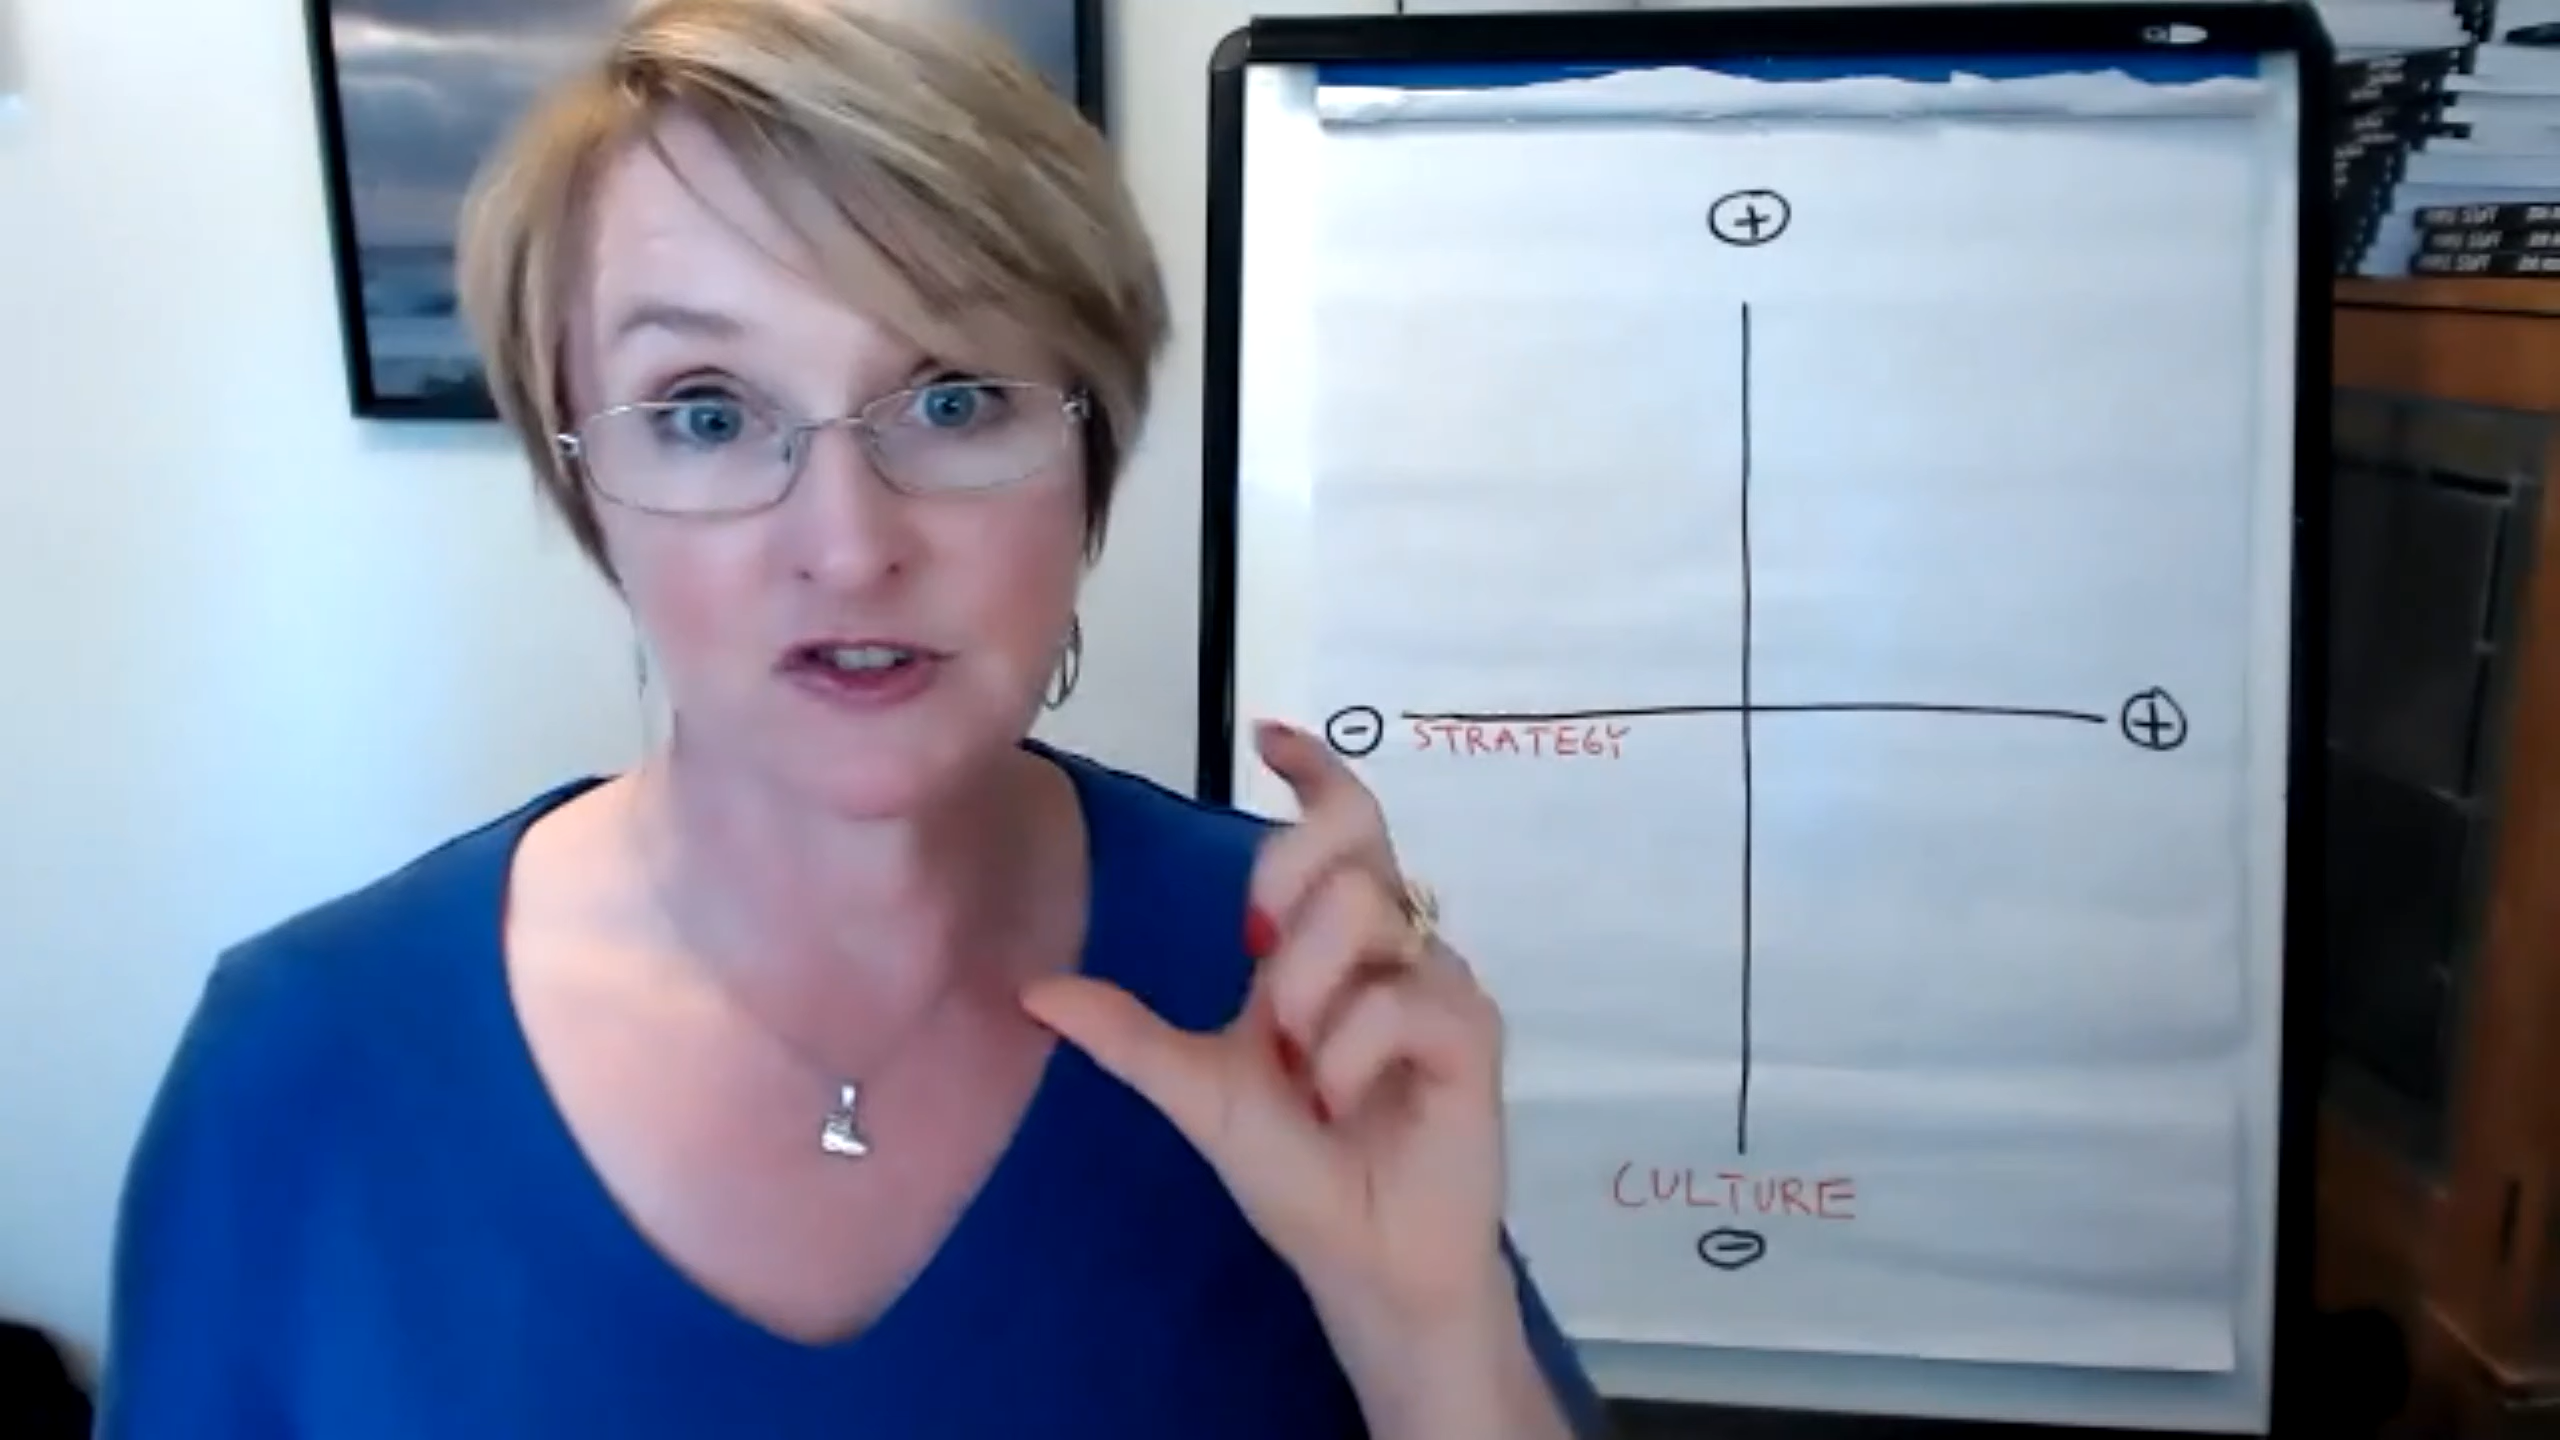 +
- STRATEGY +
CULTURE
-